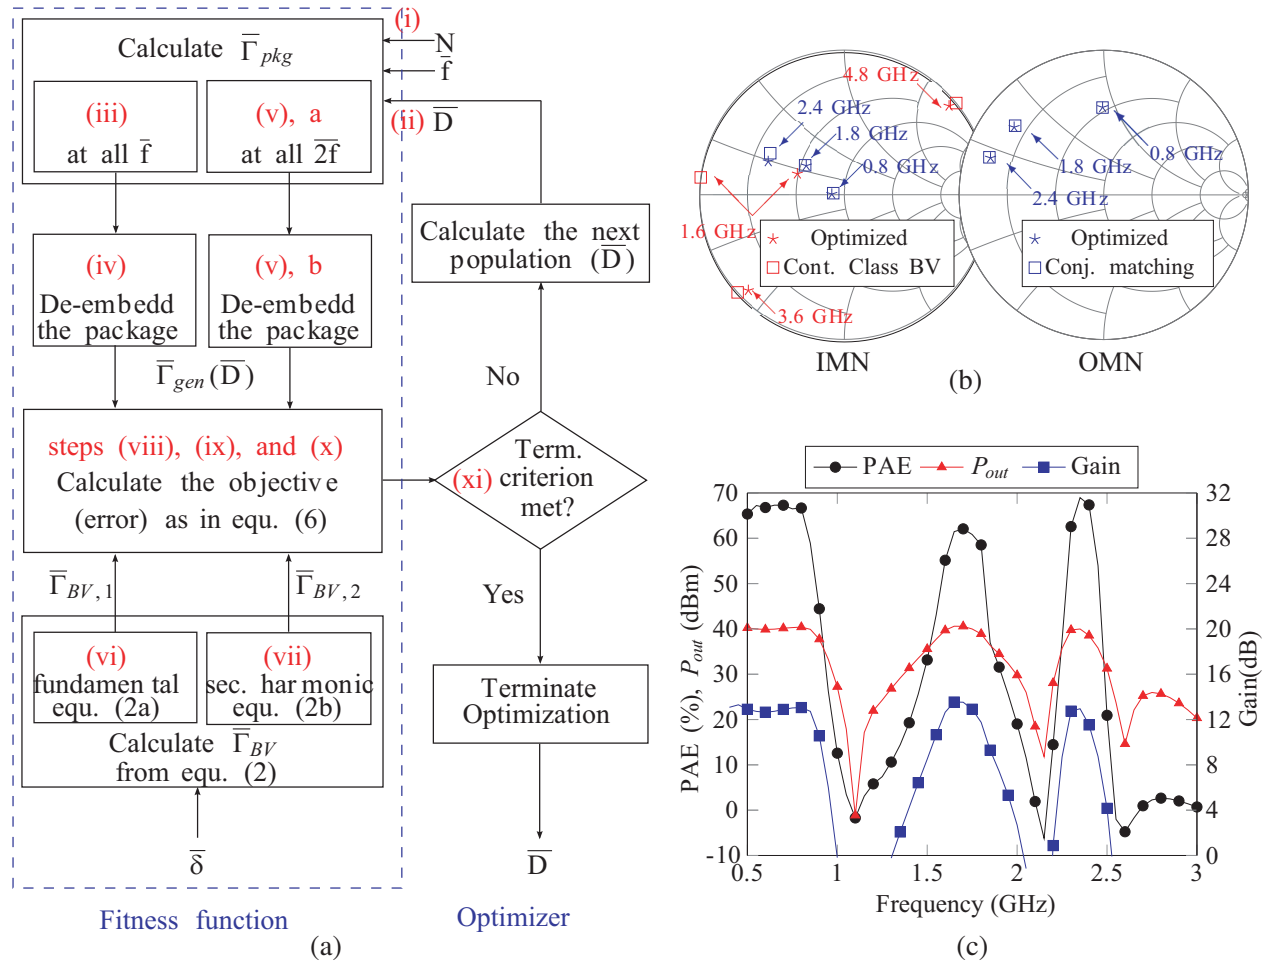 (i)
N
f̅
Calculate Γ̅pkg
(iii)
at all f̅
(v), a
at all 2̅f̅
(ii) D̅
(iv)
De-embedd
the package
(v), b
De-embedd
the package
Γ̅gen(D̅)
steps (viii), (ix), and (x)
Calculate the objective
(error) as in equ. (6)
Γ̅BV,1
Γ̅BV,2
(vi)
fundamental
equ. (2a)
(vii)
sec. harmonic
equ. (2b)
Calculate Γ̅BV
from equ. (2)
δ̅
Fitness function
Calculate the next
population (D̅)
No
(xi)
Term.
criterion
met?
Yes
Terminate
Optimization
D̅
Optimizer
(a)
4.8 GHz
2.4 GHz
1.8 GHz
0.8 GHz
1.6 GHz
3.6 GHz
Optimized
Cont. Class BV
IMN
0.8 GHz
1.8 GHz
2.4 GHz
Optimized
Conj. matching
OMN
(b)
PAE
Pout
Gain
70
60
50
40
30
20
10
0
-10
PAE (%), Pout (dBm)
32
28
24
20
16
12
8
4
0
Gain(dB)
0.5
1
1.5
2
2.5
3
Frequency (GHz)
(c)